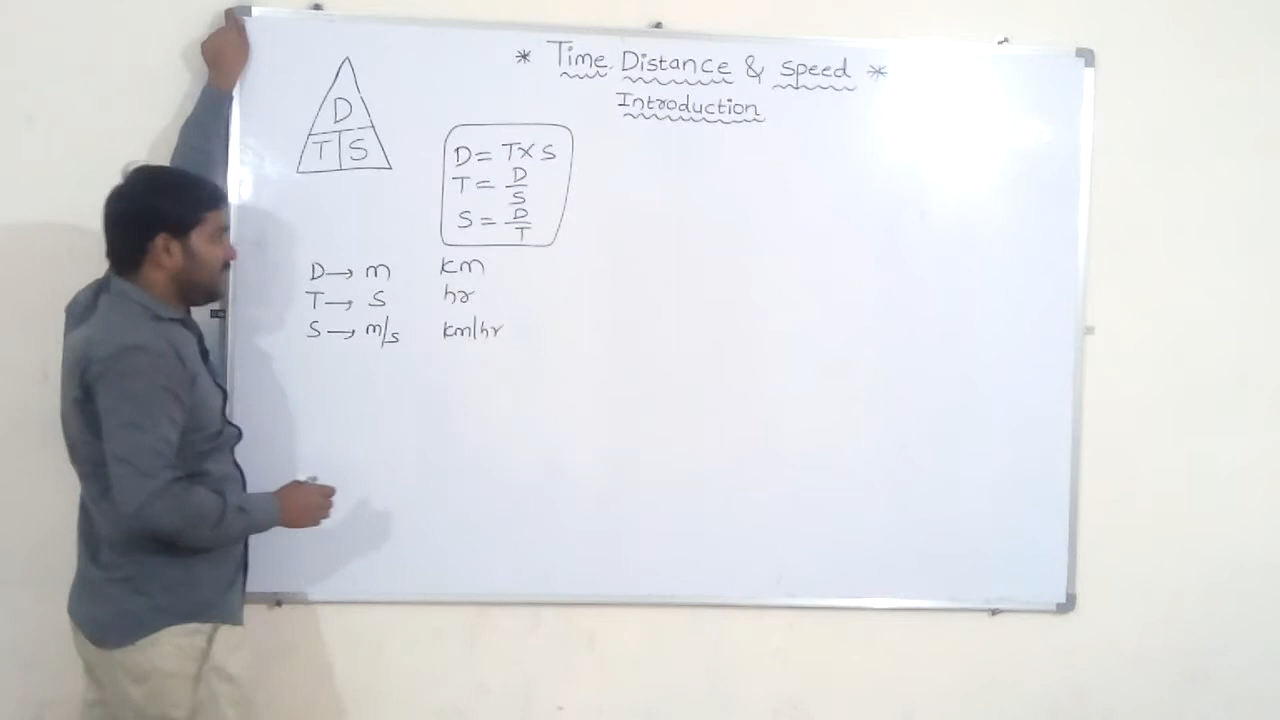 * Time Distance & Speed *
Introduction
D
T S
D = T × S
T = D/S
S = D/T
D → m km
T → s hr
S → m/s km/hr